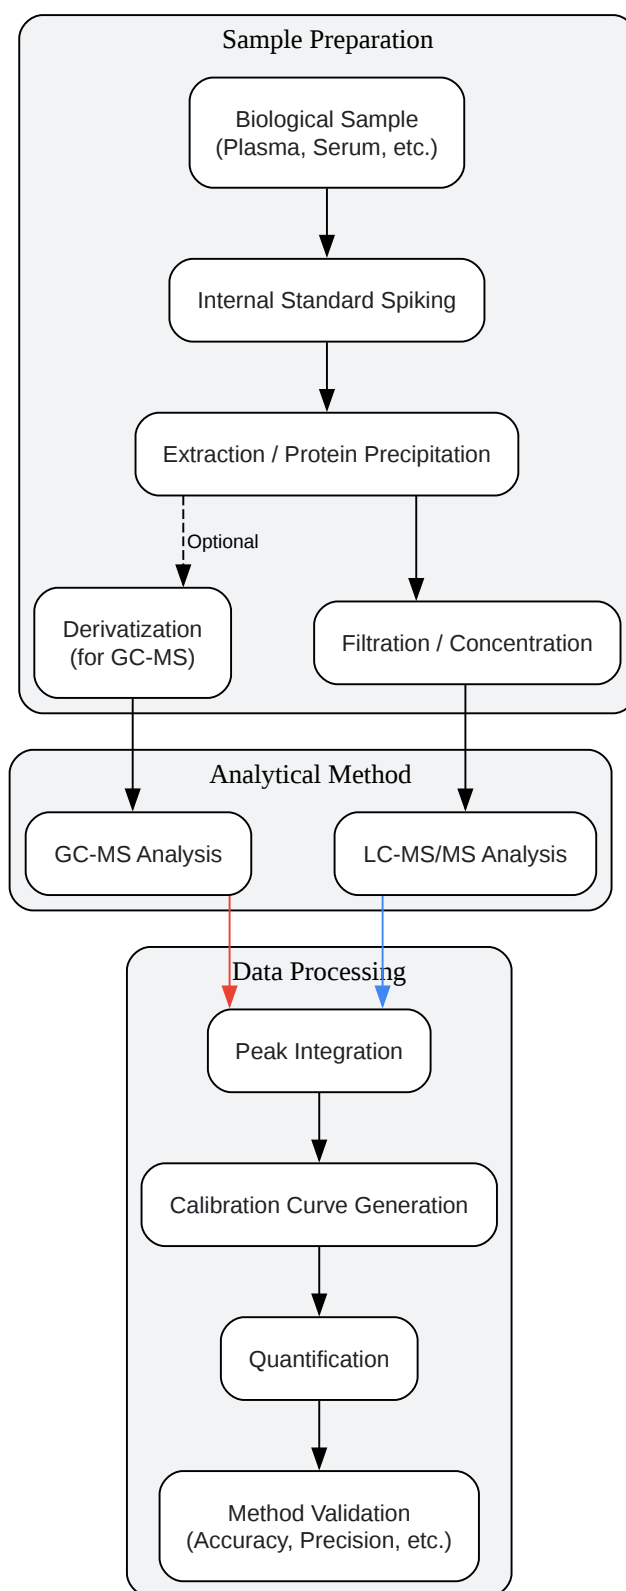 Sample Preparation
Biological Sample
(Plasma, Serum, etc.)
Internal Standard Spiking
Extraction / Protein Precipitation
Optional
Derivatization
(for GC-MS)
Filtration / Concentration
Analytical Method
GC-MS Analysis
LC-MS/MS Analysis
Data Processing
Peak Integration
Calibration Curve Generation
Quantification
Method Validation
(Accuracy, Precision, etc.)